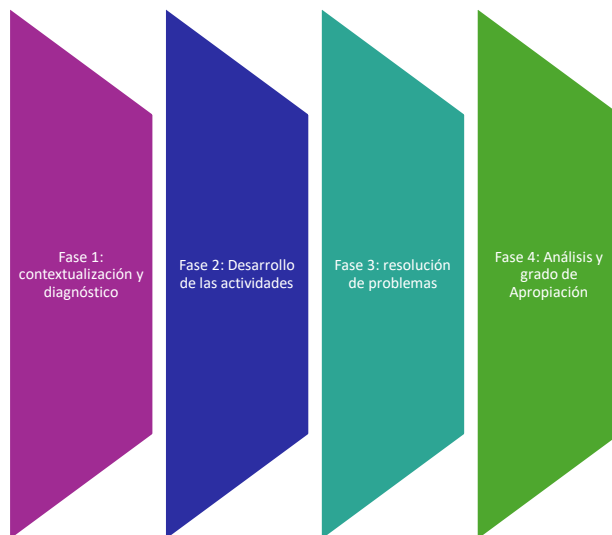 Fase 1:
contextualización y
diagnóstico
Fase 2: Desarrollo
de las actividades
Fase 3: resolución
de problemas
Fase 4: Análisis y
grado de
Apropiación